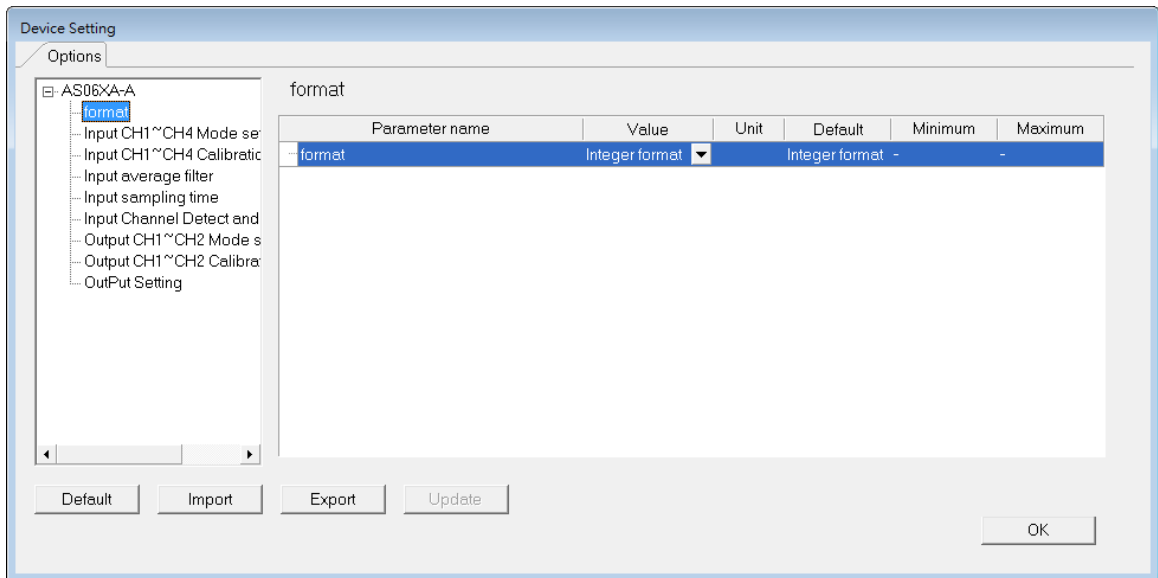 Device Setting
Options
AS06XA-A
format
Input CH1~CH4 Mode se
Input CH1~CH4 Calibratic
Input average filter
Input sampling time
Input Channel Detect and
Output CH1~CH2 Mode s
Output CH1~CH2 Calibra
OutPut Setting
format
Parameter name Value Unit Default Minimum Maximum
format Integer format Integer format - -
Default Import Export Update
OK